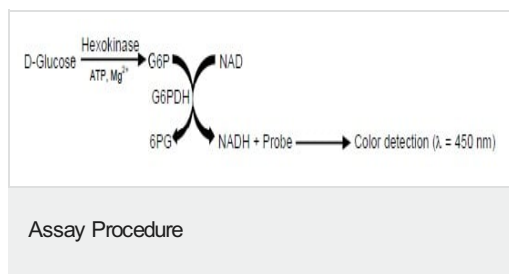 Hexokinase
D-Glucose G6P NAD
ATP, Mg²⁺
G6PDH
6PG NADH + Probe Color detection (λ = 450 nm)
Assay Procedure